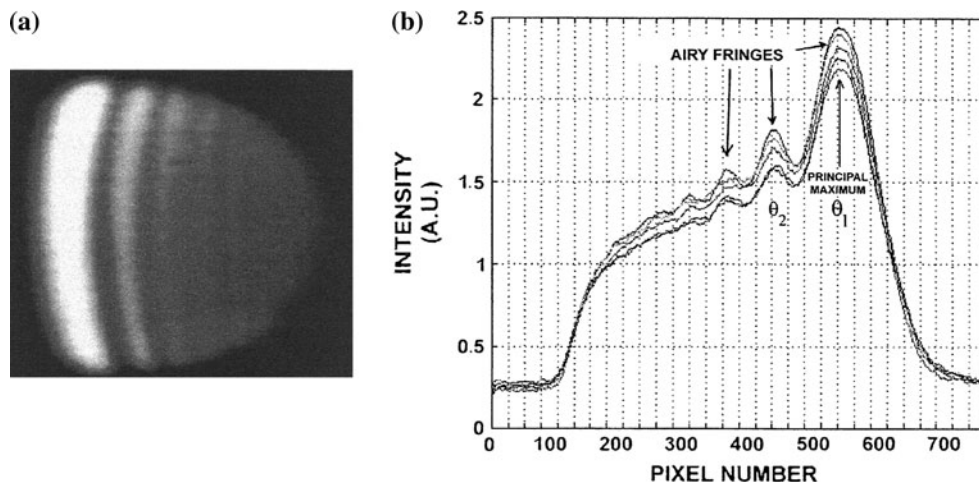 (a)
(b)
2.5
2
1.5
1
0.5
0
INTENSITY
(A.U.)
AIRY FRINGES
PRINCIPAL
MAXIMUM
θ2
θ1
0 100 200 300 400 500 600 700
PIXEL NUMBER